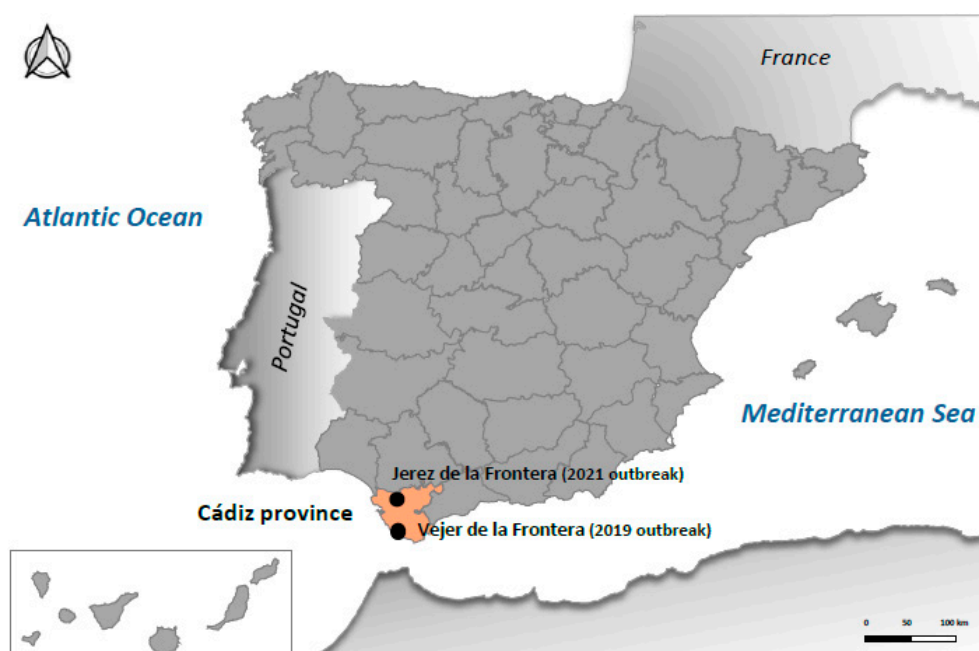 France
Atlantic Ocean
Portugal
Mediterranean Sea
Jerez de la Frontera (2021 outbreak)
Cádiz province
Vejer de la Frontera (2019 outbreak)
0 50 100 km